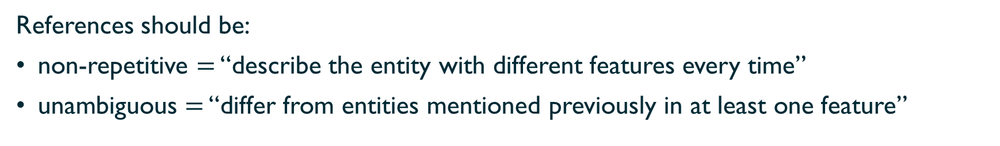 References should be:
• non-repetitive = “describe the entity with different features every time”
• unambiguous = “differ from entities mentioned previously in at least one feature”